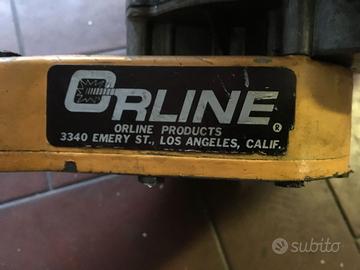 ORLINE
®
ORLINE PRODUCTS
3340 EMERY ST., LOS ANGELES, CALIF.
subito